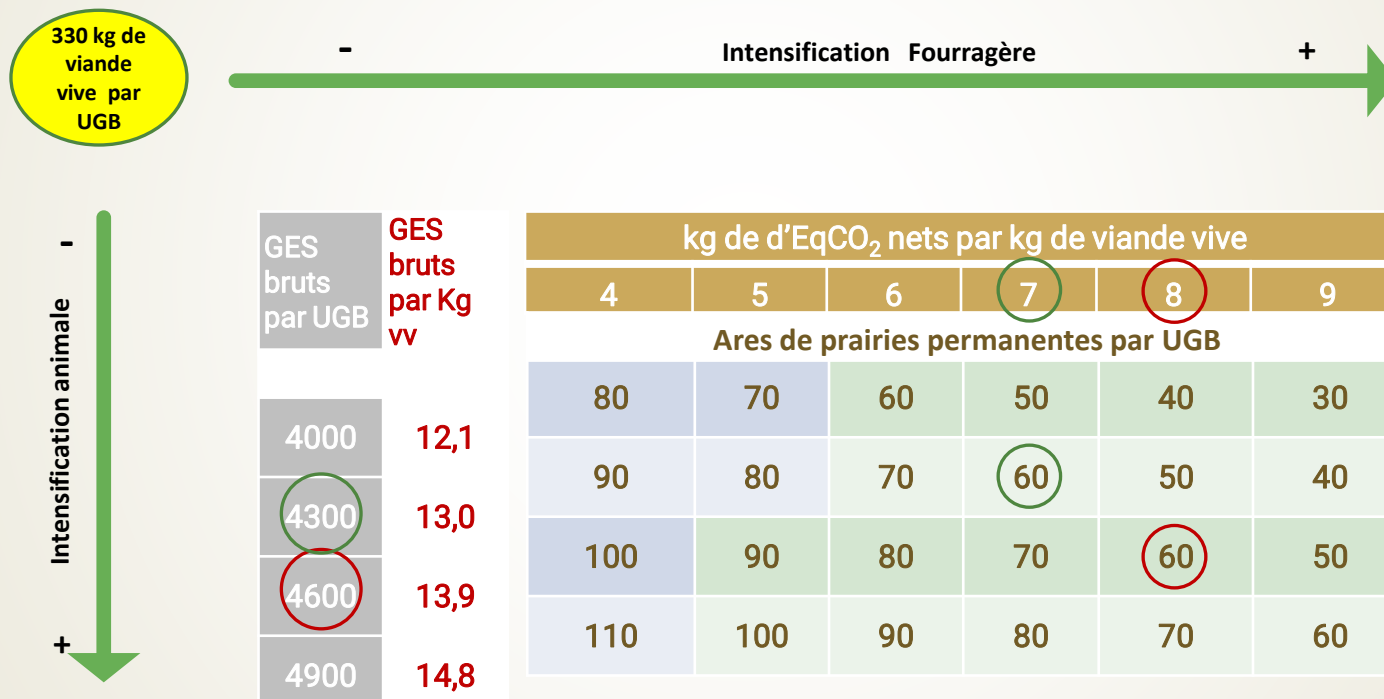 330 kg de
viande
vive par
UGB
- Intensification Fourragère +
- Intensification animale +
GES
bruts
par UGB
GES
bruts
par Kg
vv
kg de d'EqCO₂ nets par kg de viande vive
4 5 6 7 8 9
Ares de prairies permanentes par UGB
80 70 60 50 40 30
4000 12,1
90 80 70 60 50 40
4300 13,0
100 90 80 70 60 50
4600 13,9
110 100 90 80 70 60
4900 14,8